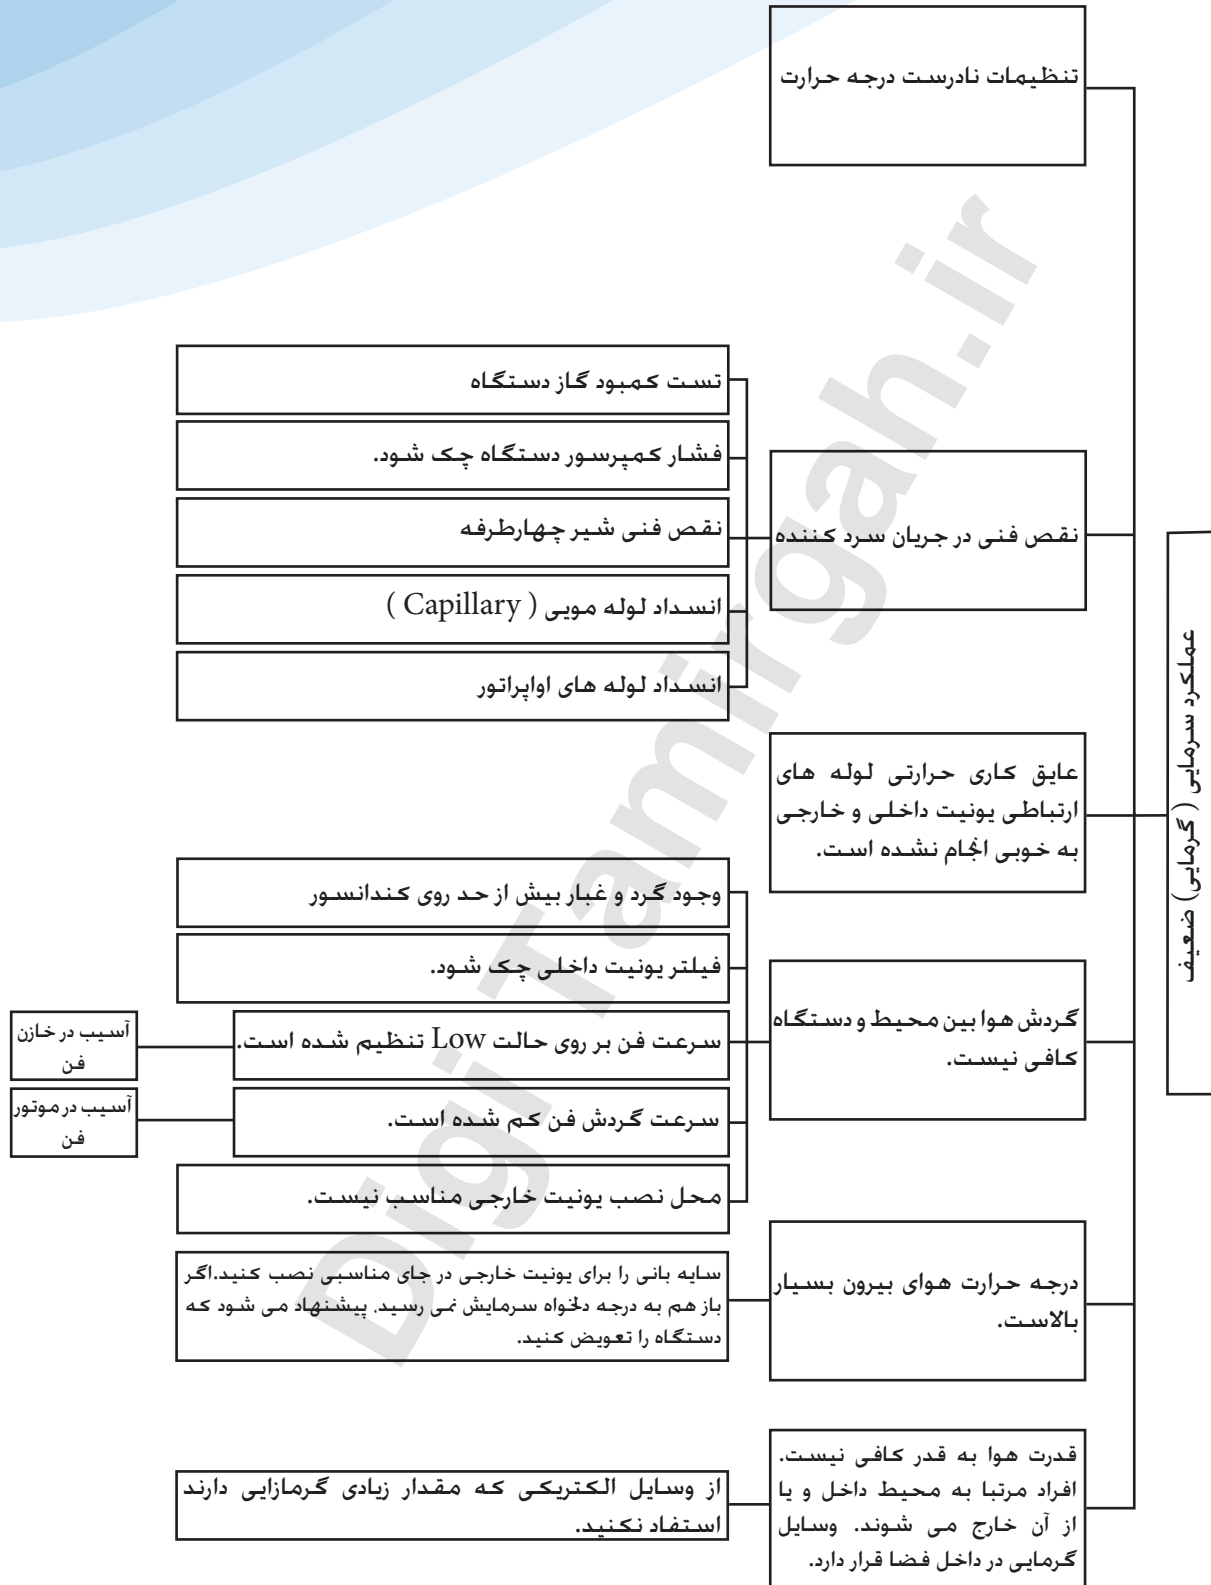 عملکرد سرمایی ( گرمایی) ضعیف
تنظیمات نادرست درجه حرارت
نقص فنی در جریان سرد کننده
تست کمبود گاز دستگاه
فشار کمپرسور دستگاه چک شود.
نقص فنی شیر چهارطرفه
انسداد لوله مویی ( Capillary )
انسداد لوله های اواپراتور
عایق کاری حرارتی لوله های
ارتباطی یونیت داخلی و خارجی
به خوبی انجام نشده است.
گردش هوا بین محیط و دستگاه
کافی نیست.
وجود گرد و غبار بیش از حد روی کندانسور
فیلتر یونیت داخلی چک شود.
سرعت فن بر روی حالت Low تنظیم شده است.
آسیب در خازن
فن
سرعت گردش فن کم شده است.
آسیب در موتور
فن
محل نصب یونیت خارجی مناسب نیست.
درجه حرارت هوای بیرون بسیار
بالاست.
سایه بانی را برای یونیت خارجی در جای مناسبی نصب کنید.اگر
باز هم به درجه دلخواه سرمایش نمی رسید، پیشنهاد می شود که
دستگاه را تعویض کنید.
قدرت هوا به قدر کافی نیست.
افراد مرتبا به محیط داخل و یا
از آن خارج می شوند. وسایل
گرمایی در داخل فضا قرار دارد.
از وسایل الکتریکی که مقدار زیادی گرمازایی دارند
استفاد نکنید.
Digi Tamirgah.ir